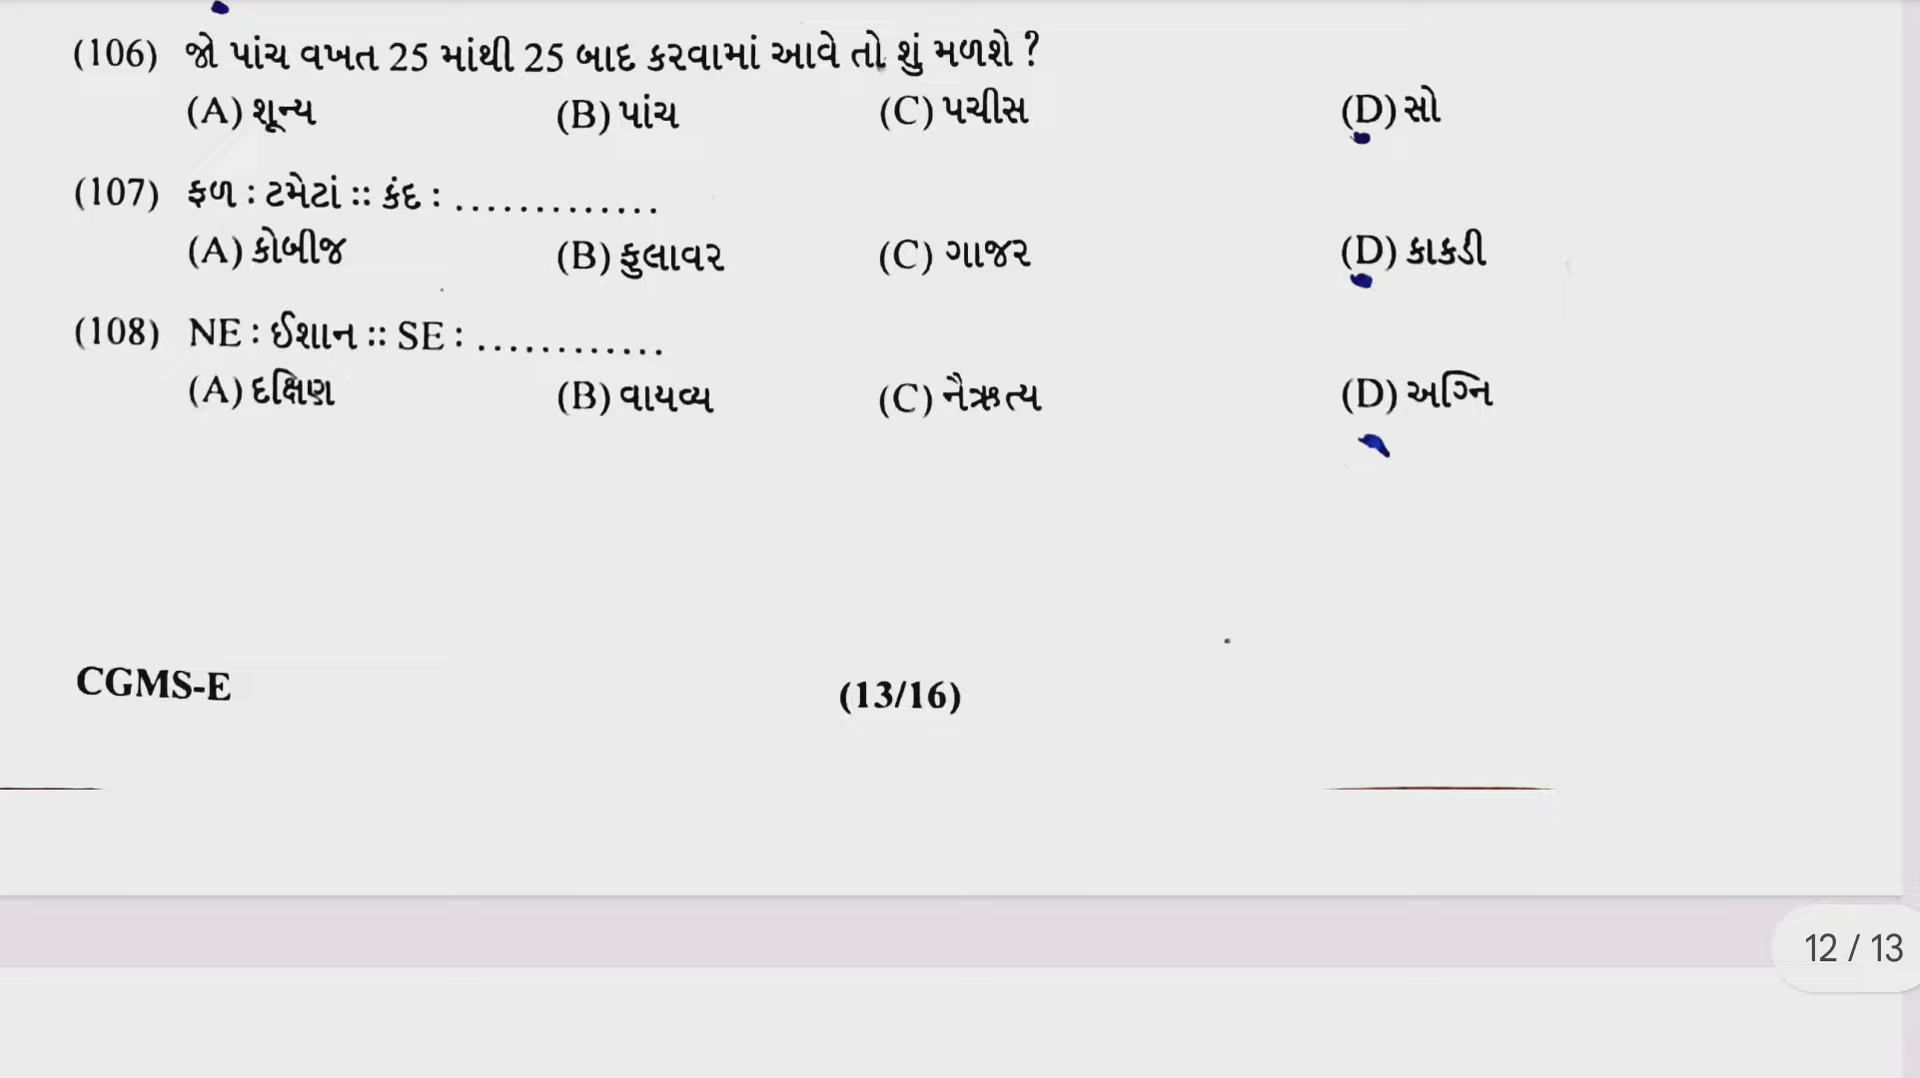 (106) જો પાંચ વખત 25 માંથી 25 બાદ કરવામાં આવે તો શું મળશે ?
(A) શૂન્ય (B) પાંચ (C) પચીસ (D) સો
(107) ફળ : ટમેટાં :: કંદ : .............
(A) કોબીજ (B) ફુલાવર (C) ગાજર (D) કાકડી
(108) NE : ઈશાન :: SE : ............
(A) દક્ષિણ (B) વાયવ્ય (C) નૈઋત્ય (D) અગ્નિ
CGMS-E (13/16)
12 / 13